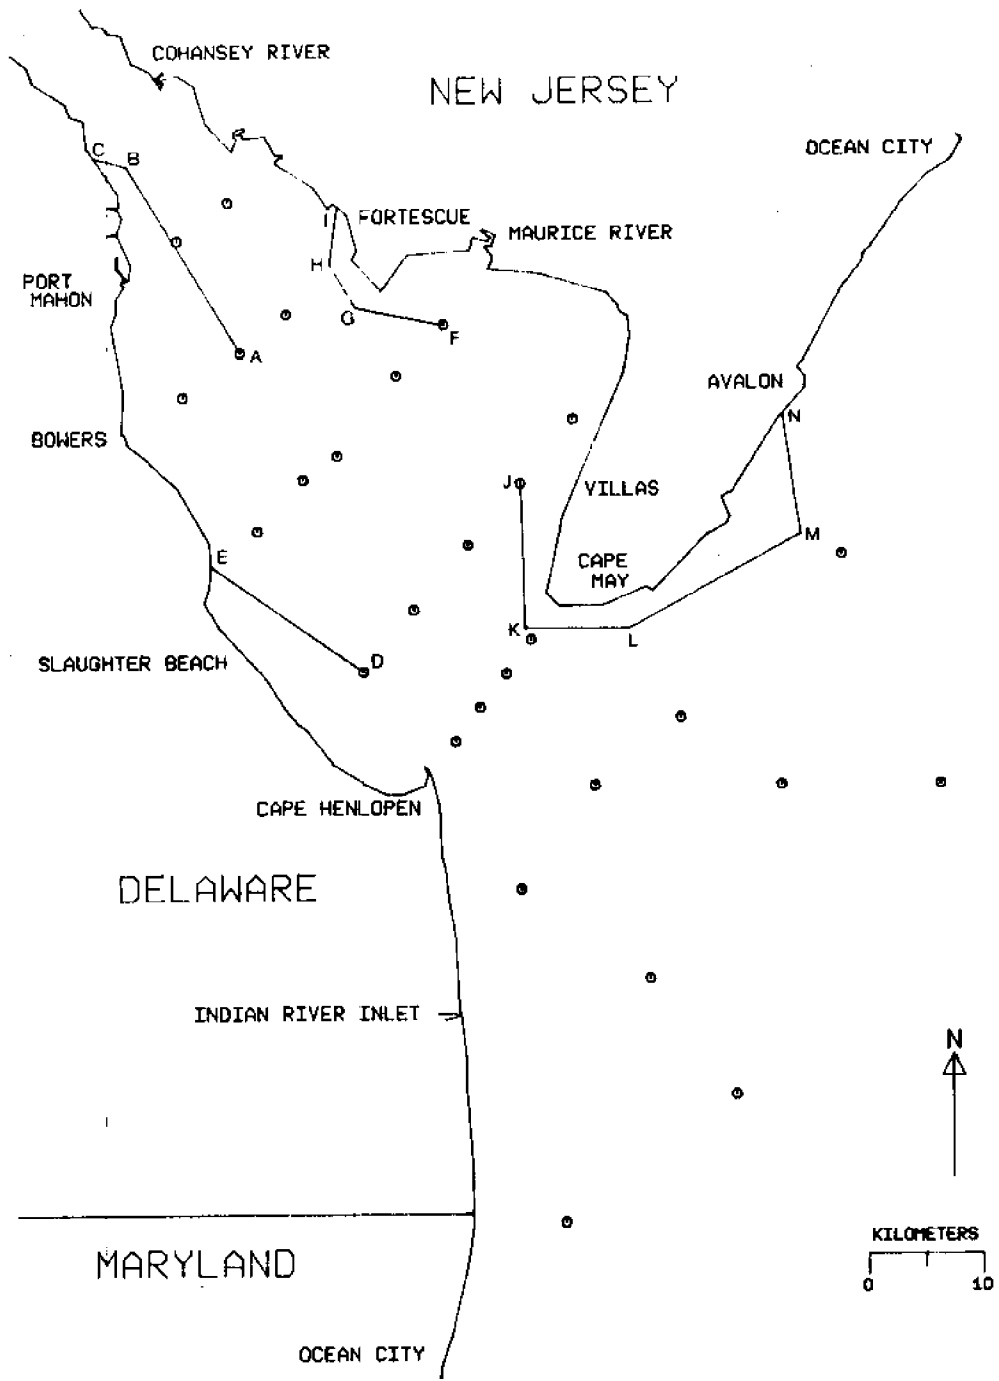 COHANSEY RIVER
NEW JERSEY
OCEAN CITY
C
B
I
FORTESCUE
MAURICE RIVER
H
PORT
MAHON
G
F
A
AVALON
N
BOWERS
J
VILLAS
M
E
CAPE
MAY
K
L
SLAUGHTER BEACH
D
CAPE HENLOPEN
DELAWARE
INDIAN RIVER INLET
N
KILOMETERS
0 10
MARYLAND
OCEAN CITY